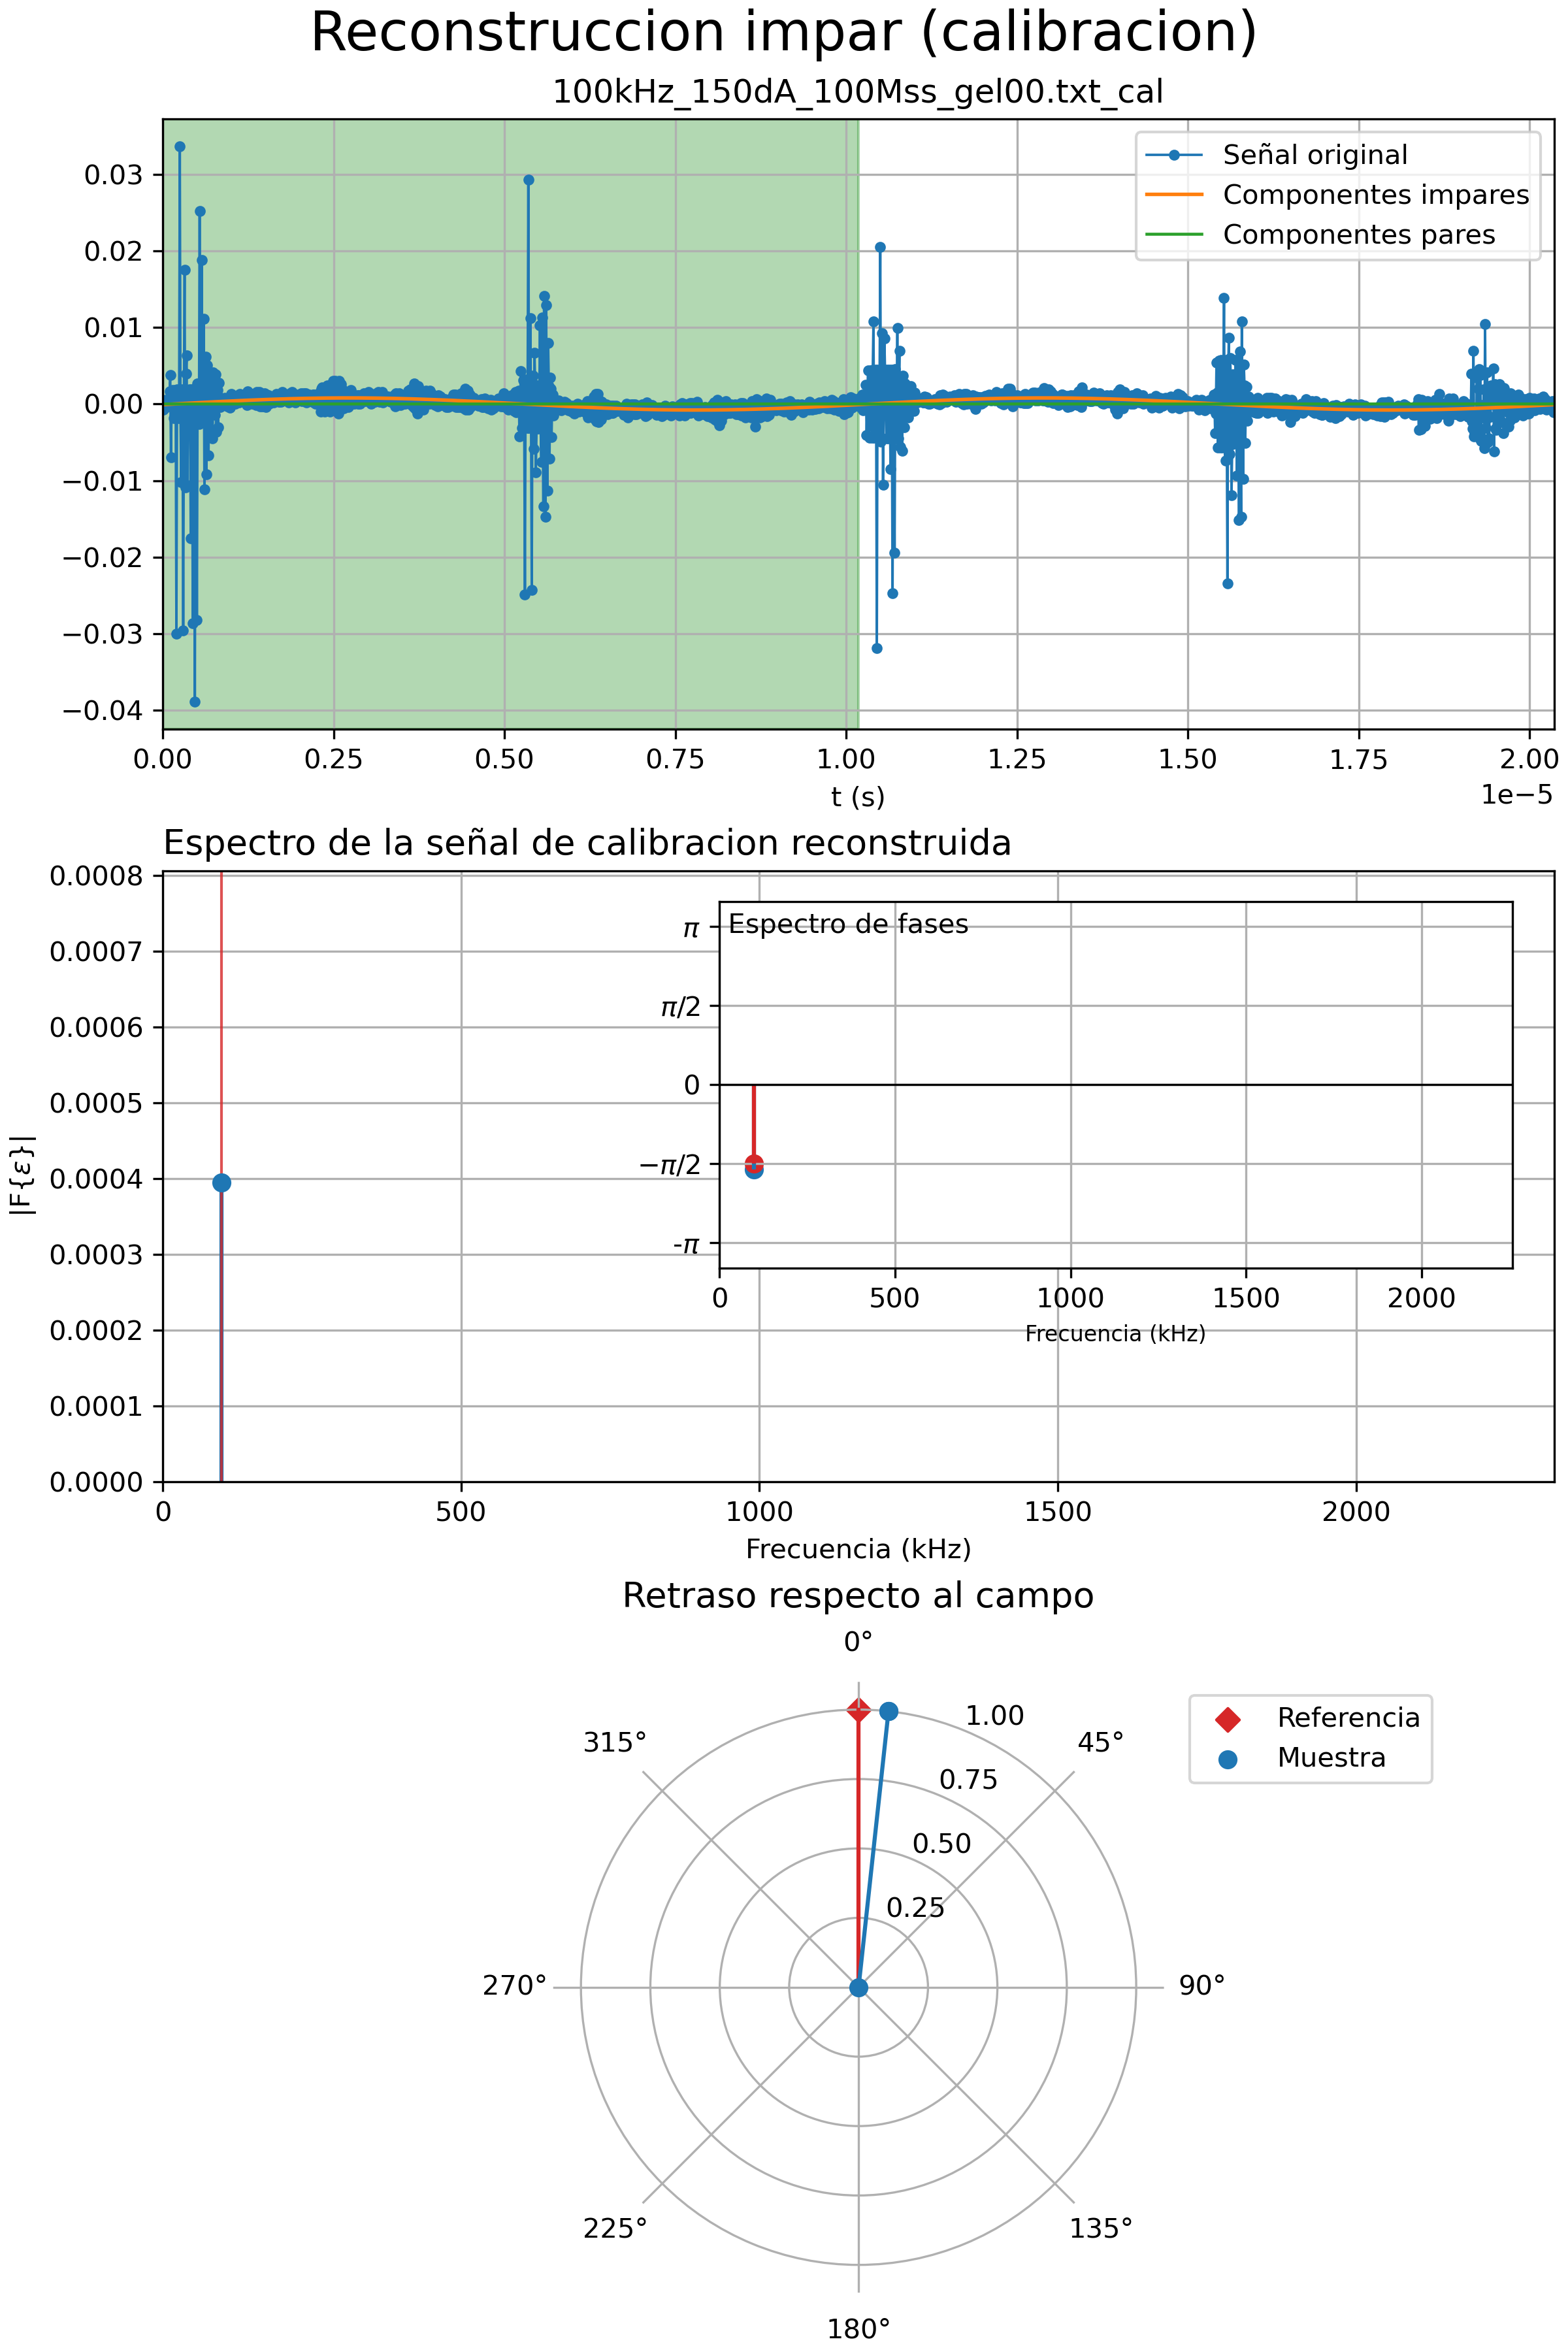 Reconstruccion impar (calibracion)
100kHz_150dA_100Mss_gel00.txt_cal
Señal original
Componentes impares
Componentes pares
0.03
0.02
0.01
0.00
−0.01
−0.02
−0.03
−0.04
0.00 0.25 0.50 0.75 1.00 1.25 1.50 1.75 2.00
t (s)
1e−5
Espectro de la señal de calibracion reconstruida
|F{ε}|
0.0008
0.0007
0.0006
0.0005
0.0004
0.0003
0.0002
0.0001
0.0000
0 500 1000 1500 2000
Frecuencia (kHz)
Espectro de fases
π
π/2
0
−π/2
-π
0 500 1000 1500 2000
Frecuencia (kHz)
Retraso respecto al campo
0°
45°
90°
135°
180°
225°
270°
315°
1.00
0.75
0.50
0.25
Referencia
Muestra